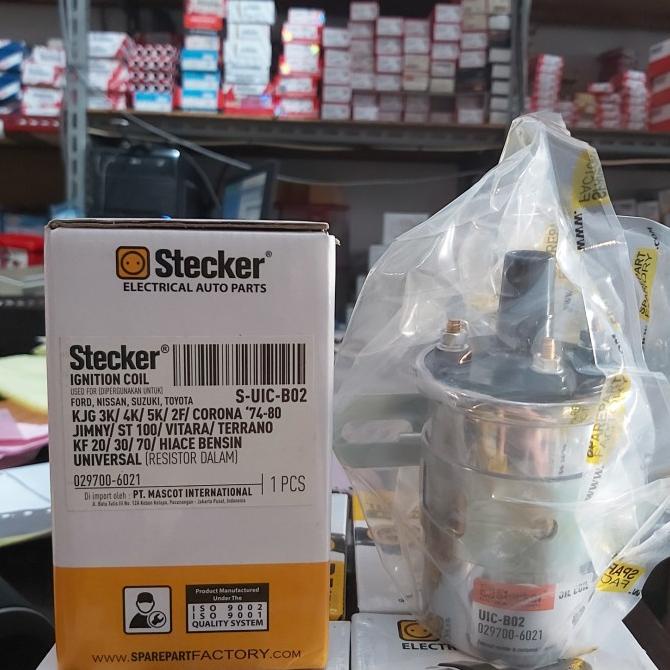 Stecker®
ELECTRICAL AUTO PARTS
Stecker®
IGNITION COIL
USED FOR (DIPERGUNAKAN UNTUK)
S-UIC-B02
FORD, NISSAN, SUZUKI, TOYOTA
KJG 3K/ 4K/ 5K/ 2F/ CORONA '74-80
JIMNY/ ST 100/ VITARA/ TERRANO
KF 20/ 30/ 70/ HIACE BENSIN
UNIVERSAL (RESISTOR DALAM)
029700-6021
1 PCS
Di import oleh : PT. MASCOT INTERNATIONAL
Product Manufactured
Under The
ISO 9002
ISO 9001
QUALITY SYSTEM
WWW.SPAREPARTFACTORY.COM
UIC-B02
029700-6021